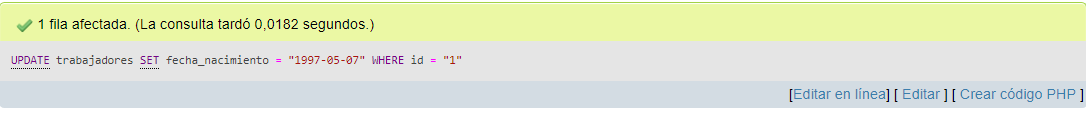 1 fila afectada. (La consulta tardó 0,0182 segundos.)
UPDATE trabajadores SET fecha_nacimiento = "1997-05-07" WHERE id = "1"
[Editar en línea] [ Editar ] [ Crear código PHP ]